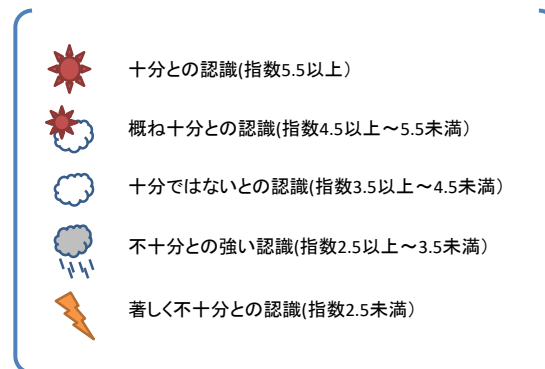 十分との認識(指数5.5以上）
概ね十分との認識(指数4.5以上～5.5未満）
十分ではないとの認識(指数3.5以上～4.5未満）
不十分との強い認識(指数2.5以上～3.5未満）
著しく不十分との認識(指数2.5未満）